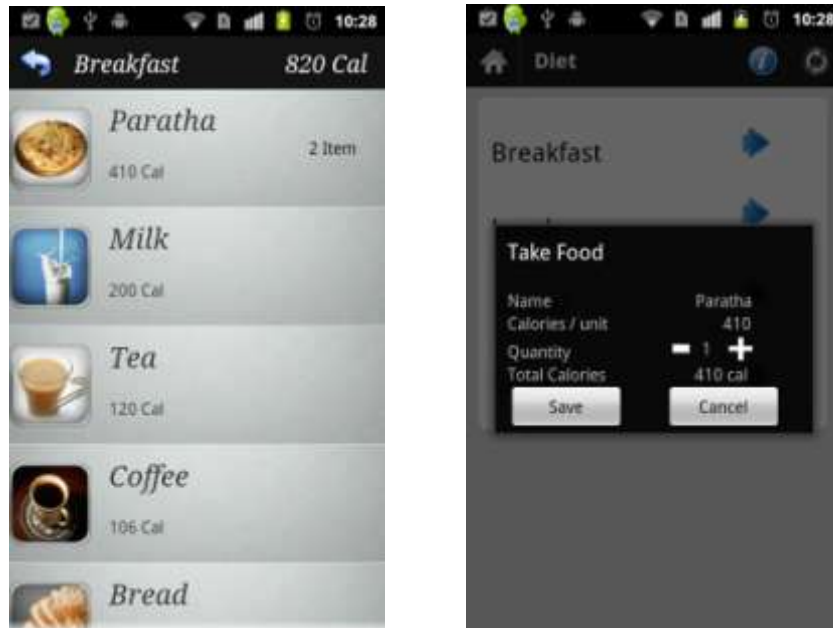 10:28
Breakfast 820 Cal
Paratha
2 Item
410 Cal
Milk
200 Cal
Tea
120 Cal
Coffee
106 Cal
Bread
10:28
Diet
Breakfast
Take Food
Name Paratha
Calories / unit 410
Quantity 1
Total Calories 410 cal
Save Cancel